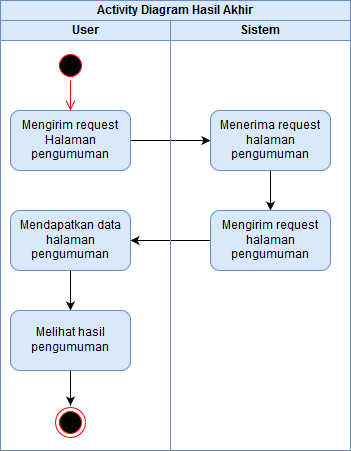 Activity Diagram Hasil Akhir
User
Sistem
Mengirim request
Halaman
pengumuman
Menerima request
halaman
pengumuman
Mengirim request
halaman
pengumuman
Mendapatkan data
halaman
pengumuman
Melihat hasil
pengumuman